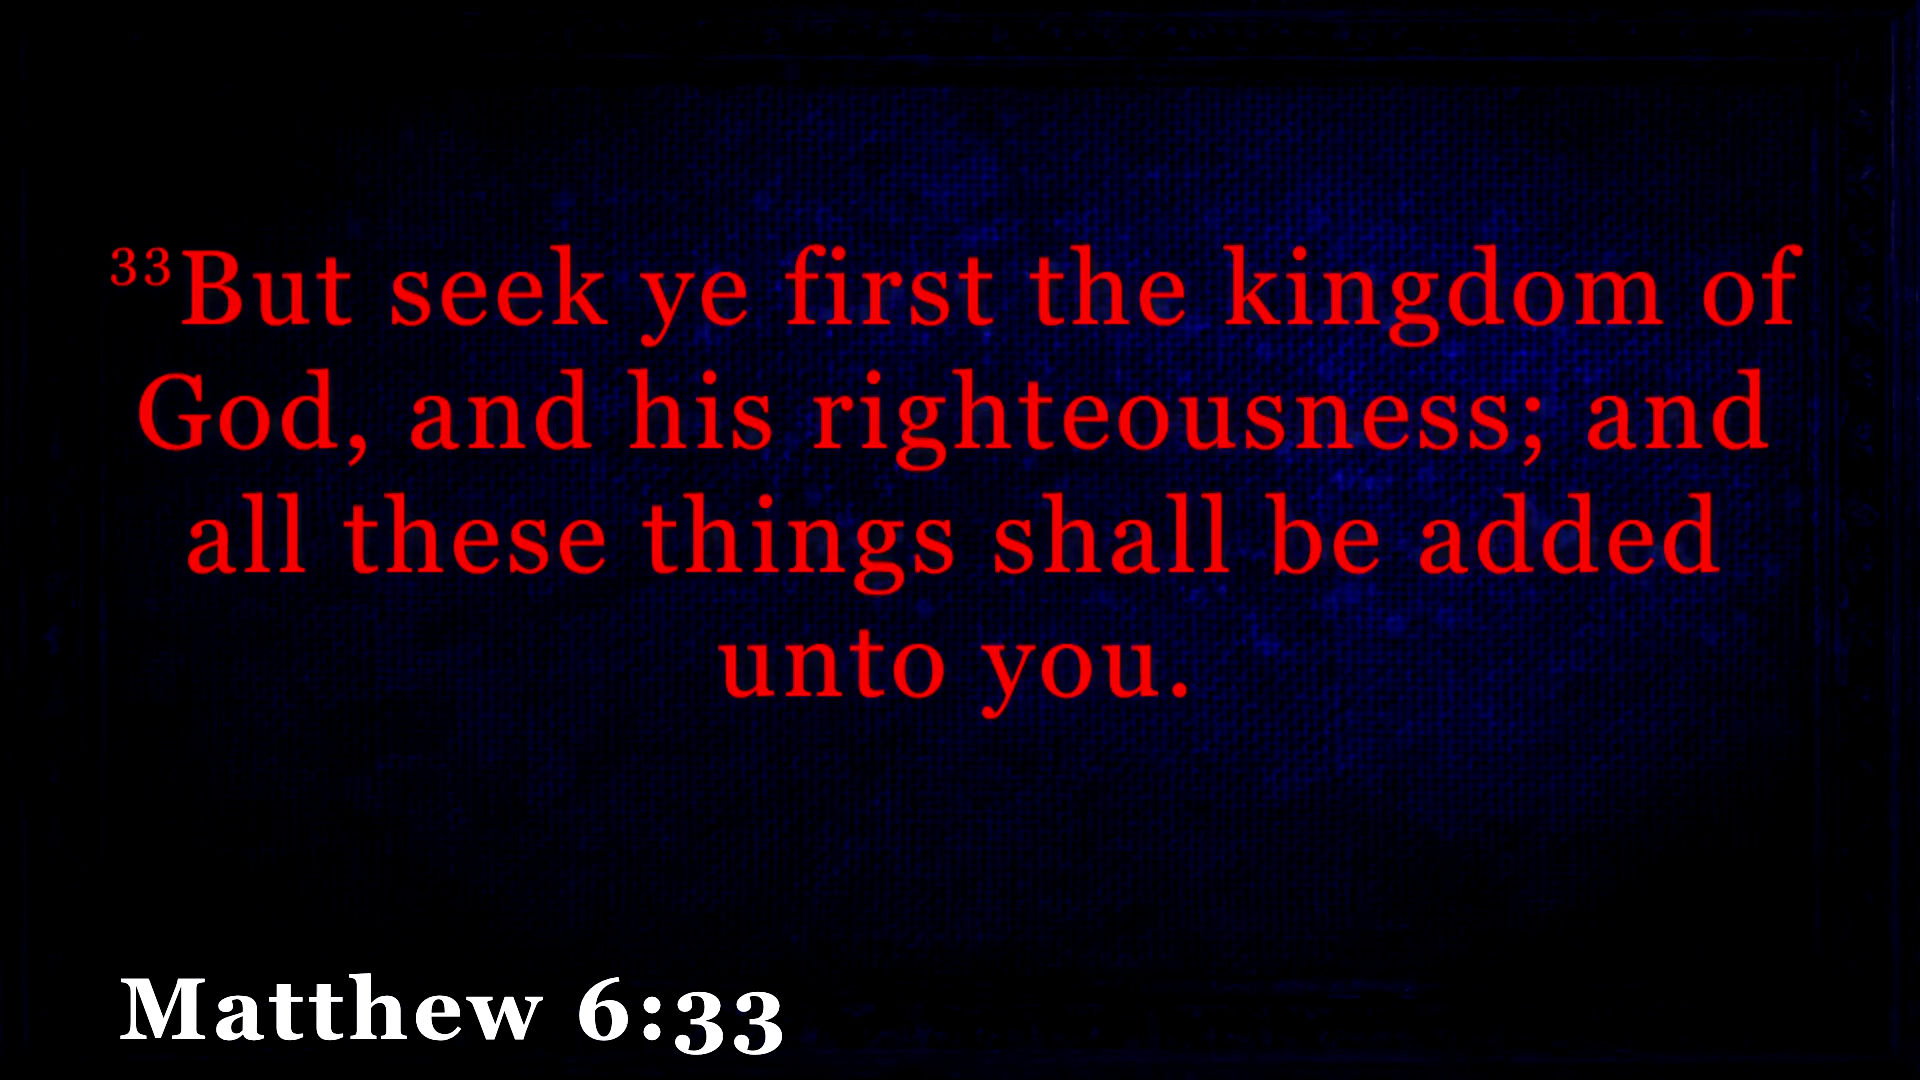 33But seek ye first the kingdom of
God, and his righteousness; and
all these things shall be added
unto you.
Matthew 6:33